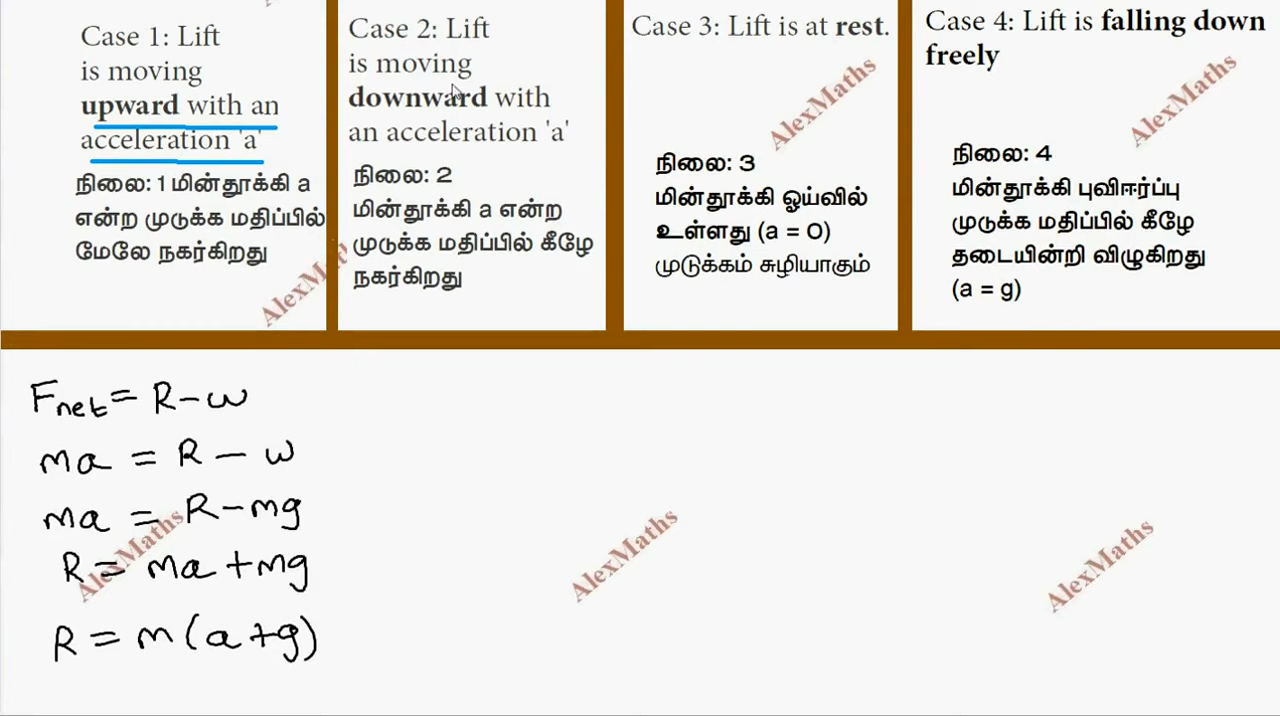 Case 1: Lift
is moving
upward with an
acceleration 'a'
நிலை: 1 மின்தூக்கி a
என்ற முடுக்க மதிப்பில்
மேலே நகர்கிறது
AlexMaths
Case 2: Lift
is moving
downward with
an acceleration 'a'
நிலை: 2
மின்தூக்கி a என்ற
முடுக்க மதிப்பில் கீழே
நகர்கிறது
Case 3: Lift is at rest.
AlexMaths
நிலை: 3
மின்தூக்கி ஓய்வில்
உள்ளது (a = 0)
முடுக்கம் சுழியாகும்
Case 4: Lift is falling down
freely
AlexMaths
நிலை: 4
மின்தூக்கி புவிஈர்ப்பு
முடுக்க மதிப்பில் கீழே
தடையின்றி விழுகிறது
(a = g)
Fnet = R - w
ma = R - w
ma = R - mg
R = ma + mg
R = m(a+g)
AlexMaths
AlexMaths
AlexMaths